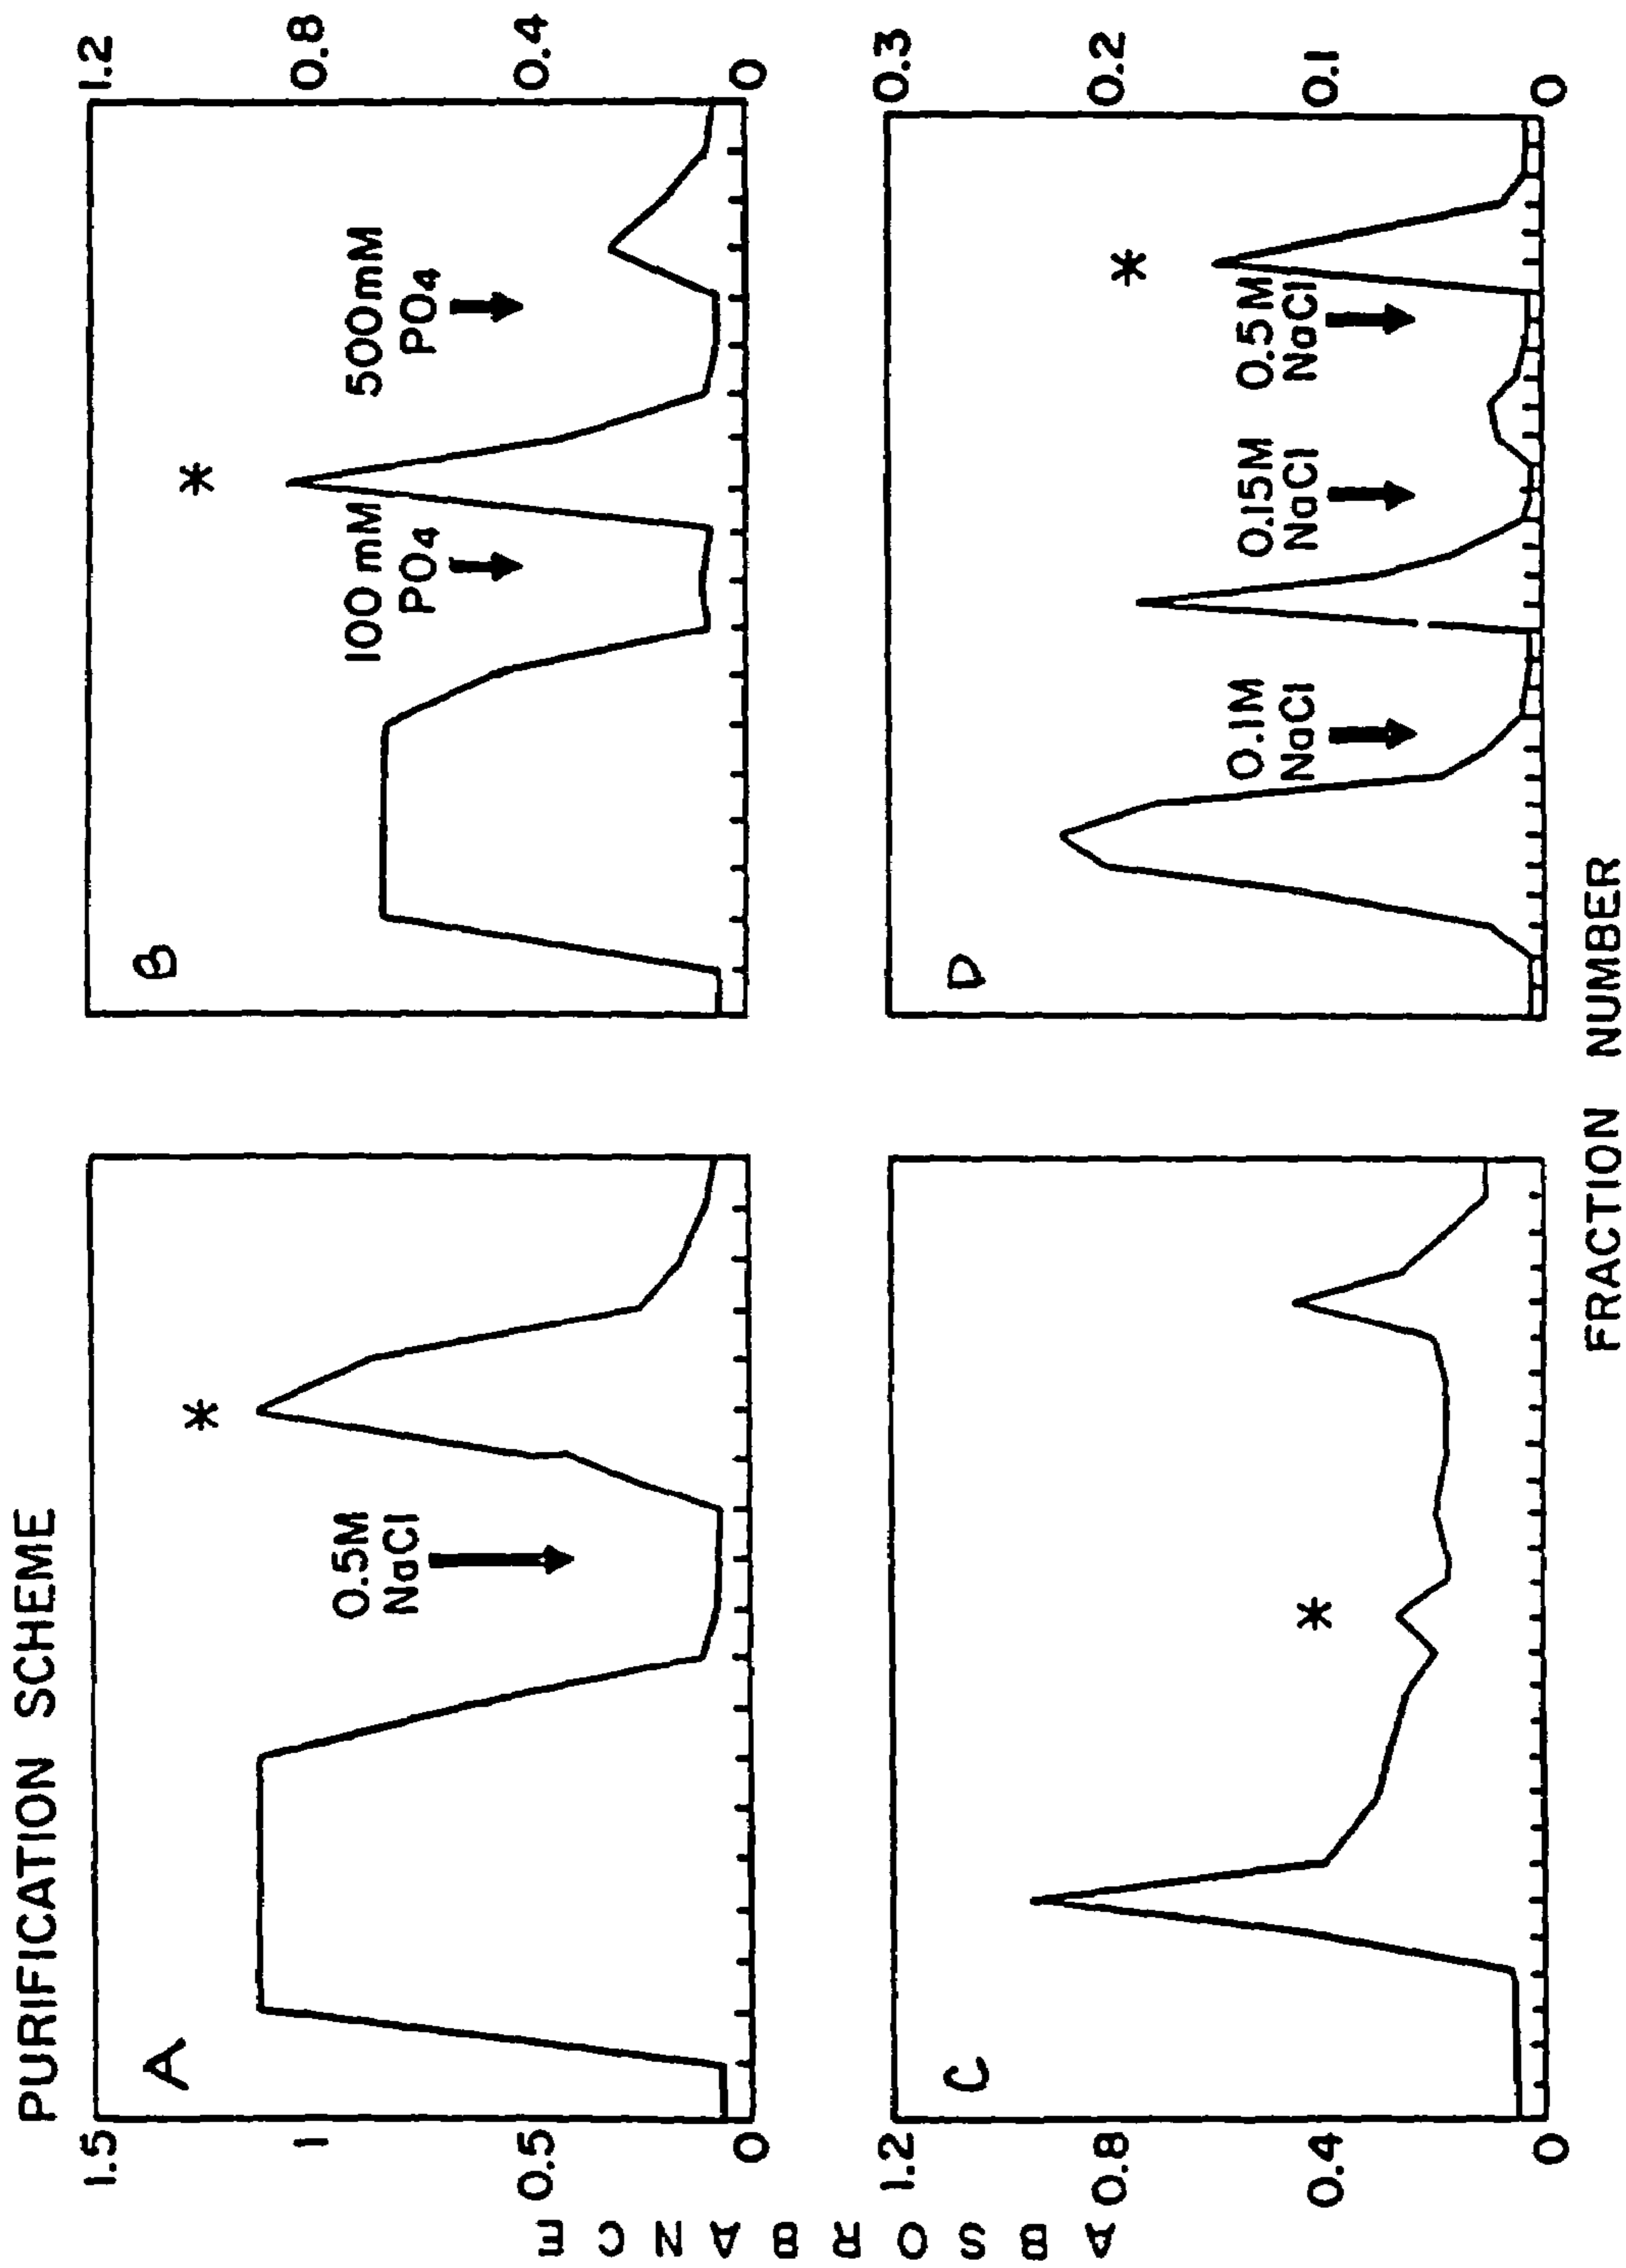 PURIFICATION SCHEME
A
1.5
1
0.5
0
0.5M
NaCl
*
B
100 mM
PO4
*
500mM
PO4
1.2
0.8
0.4
0
ABSORBANCE
C
1.2
0.8
0.4
0
*
D
0.1M
NaCl
0.15M
NaCl
0.5M
NaCl
*
0.3
0.2
0.1
0
FRACTION NUMBER